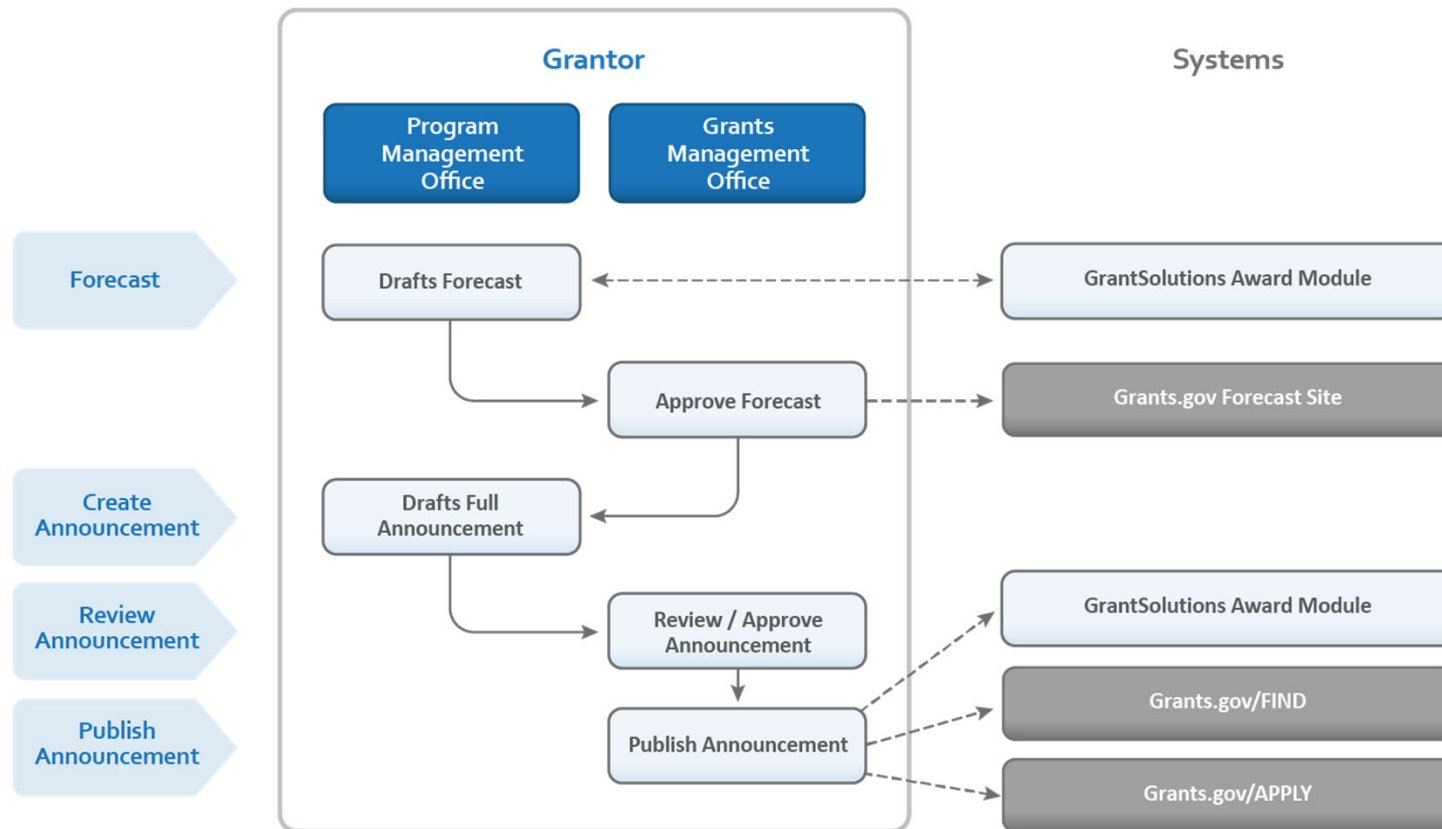 Grantor
Systems
Program
Management
Office
Grants
Management
Office
Forecast
Drafts Forecast
GrantSolutions Award Module
Approve Forecast
Grants.gov Forecast Site
Create
Announcement
Drafts Full
Announcement
Review
Announcement
Review / Approve
Announcement
GrantSolutions Award Module
Grants.gov/FIND
Publish
Announcement
Publish Announcement
Grants.gov/APPLY